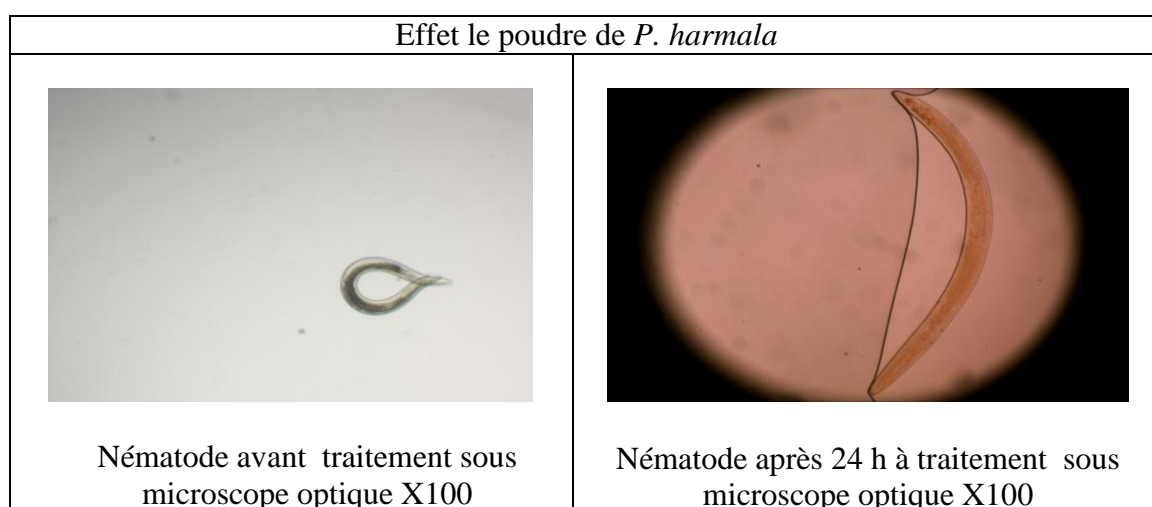 Effet le poudre de P. harmala
Nématode avant traitement sous
microscope optique X100
Nématode après 24 h à traitement sous
microscope optique X100